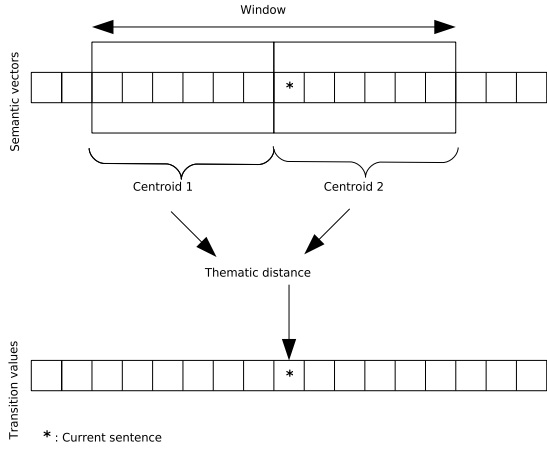 Window
Semantic vectors
*
Centroid 1
Centroid 2
Thematic distance
Transition values
*
* : Current sentence